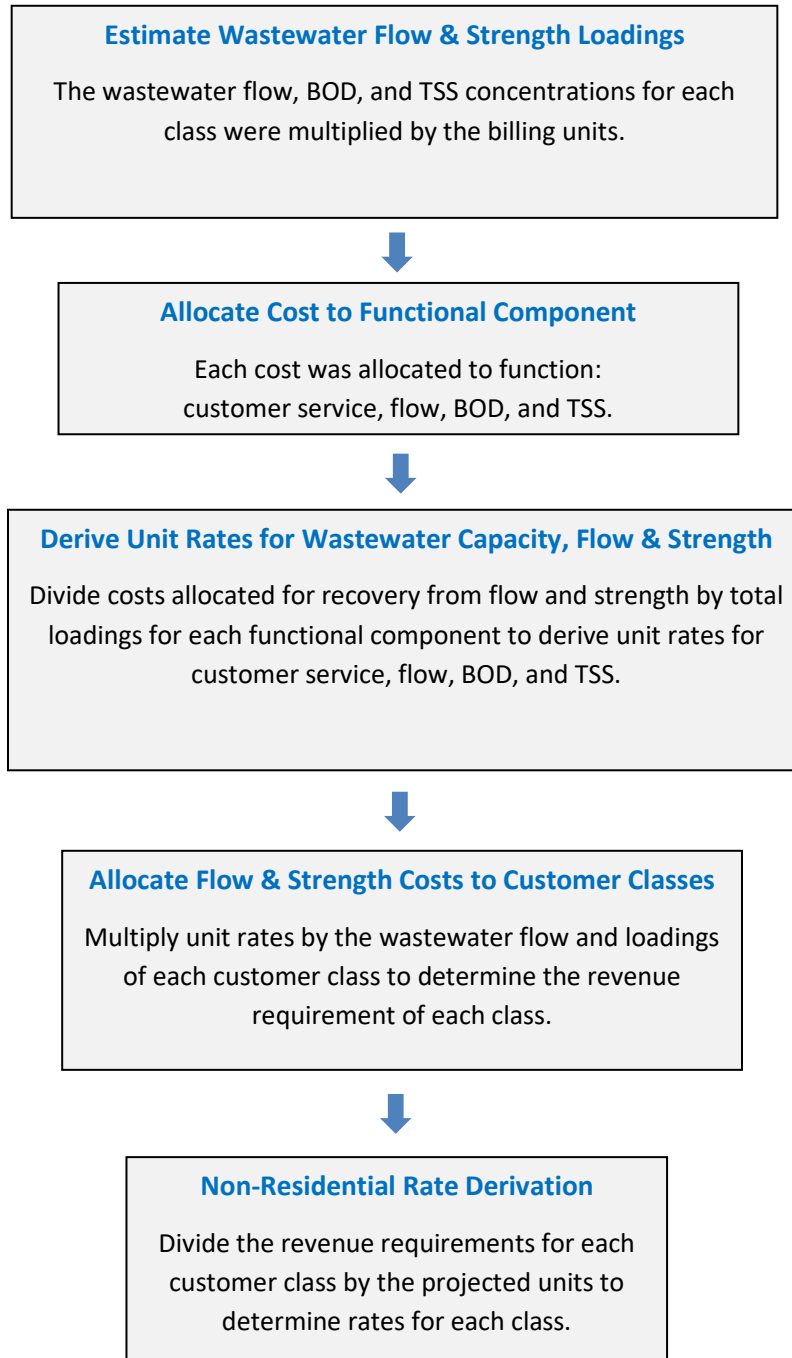 Estimate Wastewater Flow & Strength Loadings
The wastewater flow, BOD, and TSS concentrations for each
class were multiplied by the billing units.
Allocate Cost to Functional Component
Each cost was allocated to function:
customer service, flow, BOD, and TSS.
Derive Unit Rates for Wastewater Capacity, Flow & Strength
Divide costs allocated for recovery from flow and strength by total
loadings for each functional component to derive unit rates for
customer service, flow, BOD, and TSS.
Allocate Flow & Strength Costs to Customer Classes
Multiply unit rates by the wastewater flow and loadings
of each customer class to determine the revenue
requirement of each class.
Non-Residential Rate Derivation
Divide the revenue requirements for each
customer class by the projected units to
determine rates for each class.